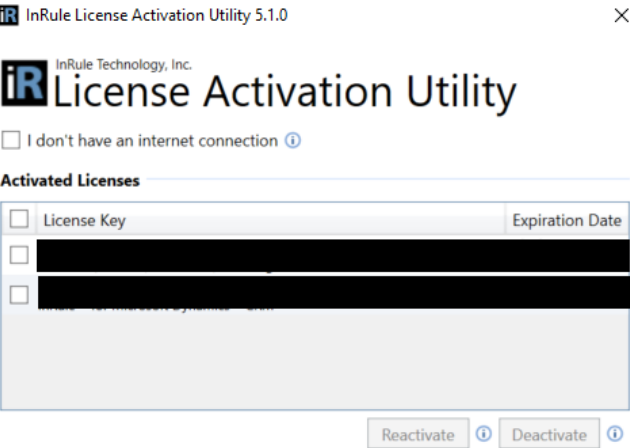 iR InRule License Activation Utility 5.1.0
iR InRule Technology, Inc.
License Activation Utility
I don't have an internet connection
Activated Licenses
License Key Expiration Date
Reactivate Deactivate